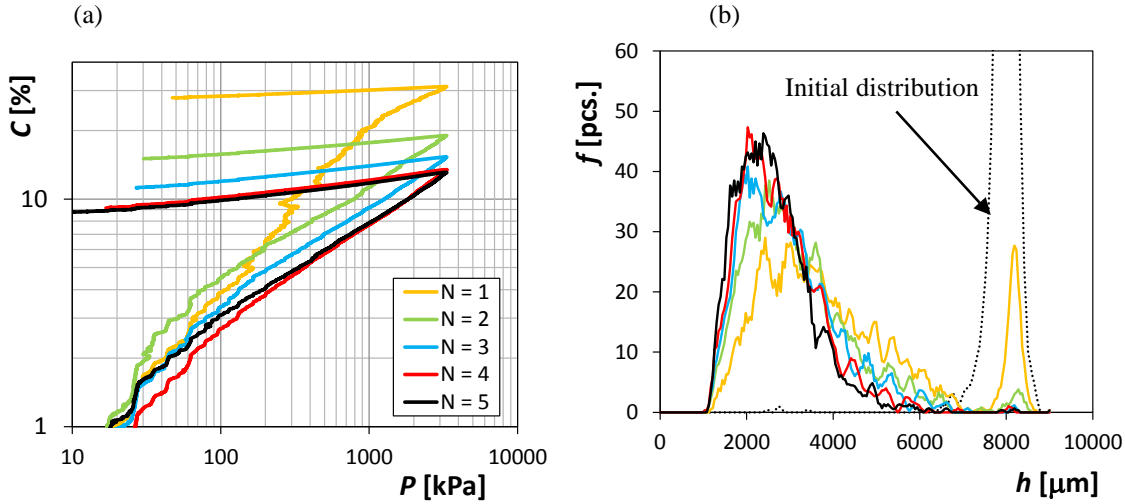 (a)
C [%]
10
1
10
100
1000
10000
P [kPa]
N = 1
N = 2
N = 3
N = 4
N = 5
(b)
f [pcs.]
60
50
40
30
20
10
0
0
2000
4000
6000
8000
10000
h [μm]
Initial distribution